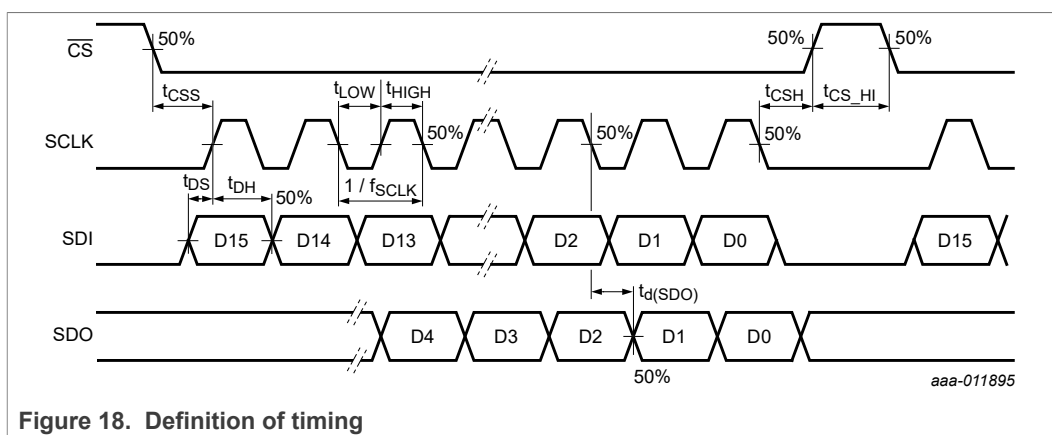 CS
50%
50%
50%
tCSS
tLOW
tHIGH
tCSH
tCS_HI
SCLK
50%
50%
50%
tDS
tDH
50%
1 / fSCLK
SDI
D15
D14
D13
D2
D1
D0
D15
td(SDO)
SDO
D4
D3
D2
D1
D0
50%
aaa-011895
Figure 18. Definition of timing